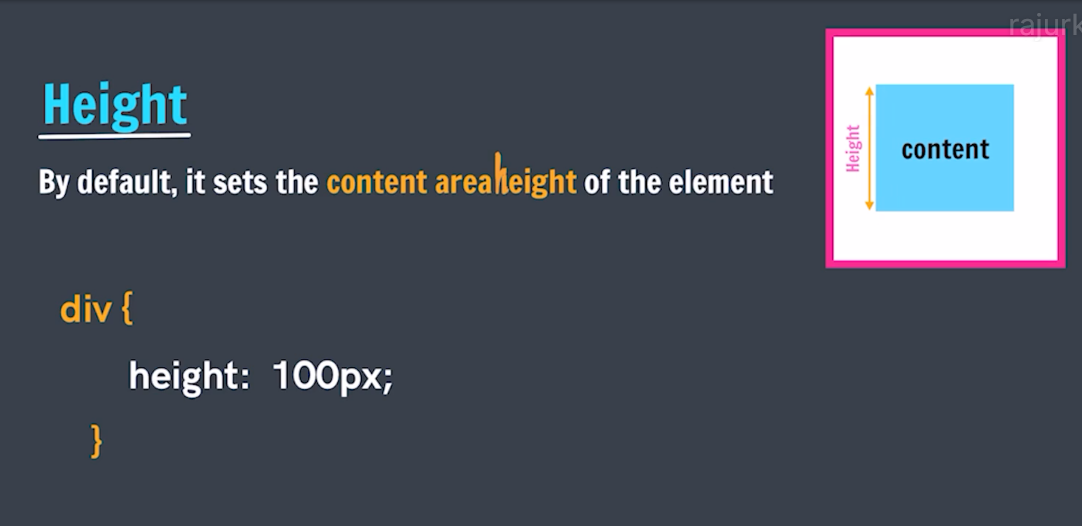 Height
By default, it sets the content area height of the element
div {
height: 100px;
}
Height
content